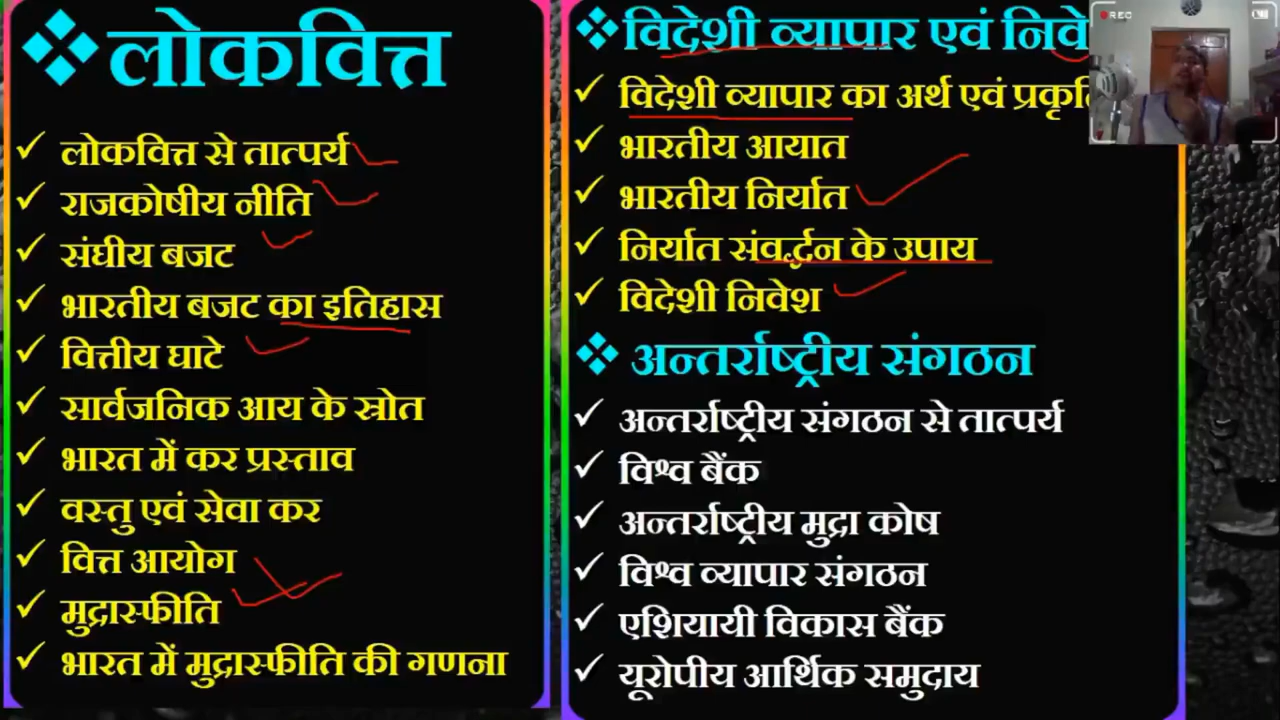 लोकवित्त
लोकवित्त से तात्पर्य
राजकोषीय नीति
संघीय बजट
भारतीय बजट का इतिहास
वित्तीय घाटे
सार्वजनिक आय के स्रोत
भारत में कर प्रस्ताव
वस्तु एवं सेवा कर
वित्त आयोग
मुद्रास्फीति
भारत में मुद्रास्फीति की गणना
विदेशी व्यापार एवं
विदेशी व्यापार का अर्थ एवं
भारतीय आयात
भारतीय निर्यात
निर्यात संवर्द्धन के उपाय
विदेशी निवेश
अन्तर्राष्ट्रीय संगठन
अन्तर्राष्ट्रीय संगठन से तात्पर्य
विश्व बैंक
अन्तर्राष्ट्रीय मुद्रा कोष
विश्व व्यापार संगठन
एशियायी विकास बैंक
यूरोपीय आर्थिक समुदाय
REC